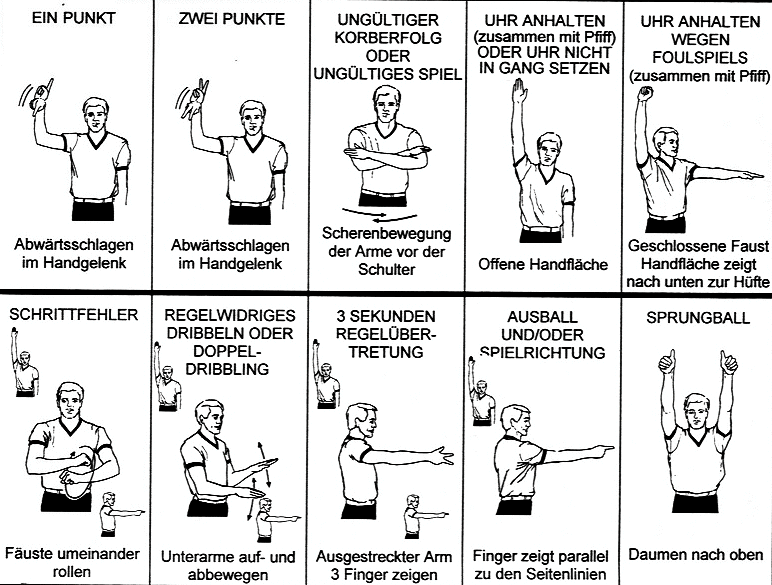 EIN PUNKT
Abwärtsschlagen
im Handgelenk
ZWEI PUNKTE
Abwärtsschlagen
im Handgelenk
UNGÜLTIGER
KORBERFOLG
ODER
UNGÜLTIGES SPIEL
Scherenbewegung
der Arme vor der
Schulter
UHR ANHALTEN
(zusammen mit Pfiff)
ODER UHR NICHT
IN GANG SETZEN
Offene Handfläche
UHR ANHALTEN
WEGEN
FOULSPIELS
(zusammen mit Pfiff)
Geschlossene Faust
Handfläche zeigt
nach unten zur Hüfte
SCHRITTFEHLER
Fäuste umeinander
rollen
REGELWIDRIGES
DRIBBELN ODER
DOPPEL-
DRIBBLING
Unterarme auf- und
abbewegen
3 SEKUNDEN
REGELÜBER-
TRETUNG
Ausgestreckter Arm
3 Finger zeigen
AUSBALL
UND/ODER
SPIELRICHTUNG
Finger zeigt parallel
zu den Seitenlinien
SPRUNGBALL
Daumen nach oben